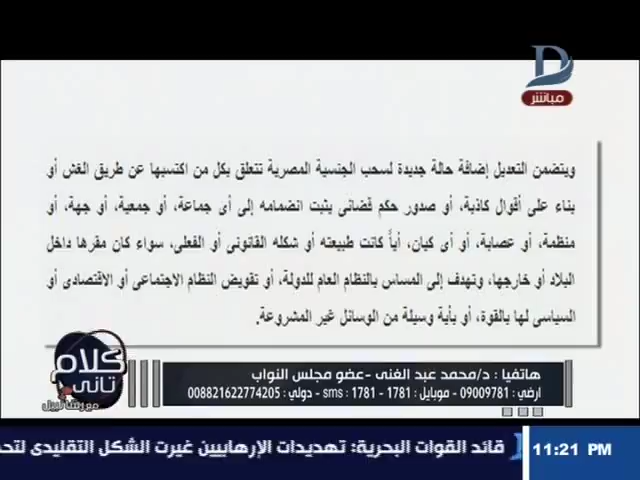 مباشر
ويتضمن التعديل إضافة حالة جديدة لسحب الجنسية المصرية تتعلق بكل من اكتسبها عن طريق الغش أو
بناء على أقوال كاذبة، أو صدور حكم قضائى يثبت انضمامه إلى أى جماعة، أو جمعية، أو جهة، أو
منظمة، أو عصابة، أو أى كيان، أياً كانت طبيعته أو شكله القانونى أو الفعلى، سواء كان مقرها داخل
البلاد أو خارجها، وتهدف إلى المساس بالنظام العام للدولة، أو تقويض النظام الاجتماعى أو الاقتصادى أو
السياسى لها بالقوة، أو بأية وسيلة من الوسائل غير المشروعة.
كلام
تانى
مع رشا نبيل
هاتفيا : د/محمد عبد الغنى -عضو مجلس النواب
ارضي : 09009781 - موبايل : 1781 - sms : 1781 - دولي : 008821622774205
11:21 PM
قائد القوات البحرية: تهديدات الإرهابيين غيرت الشكل التقليدى